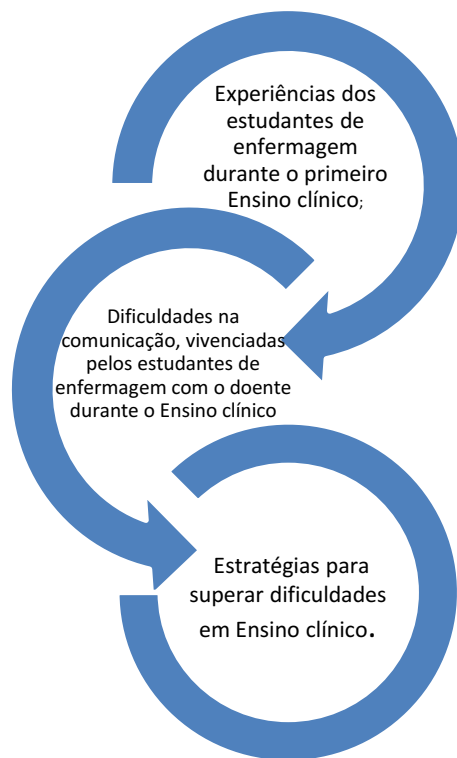 Experiências dos
estudantes de
enfermagem
durante o primeiro
Ensino clínico;
Dificuldades na
comunicação, vivenciadas
pelos estudantes de
enfermagem com o doente
durante o Ensino clínico
Estratégias para
superar dificuldades
em Ensino clínico.